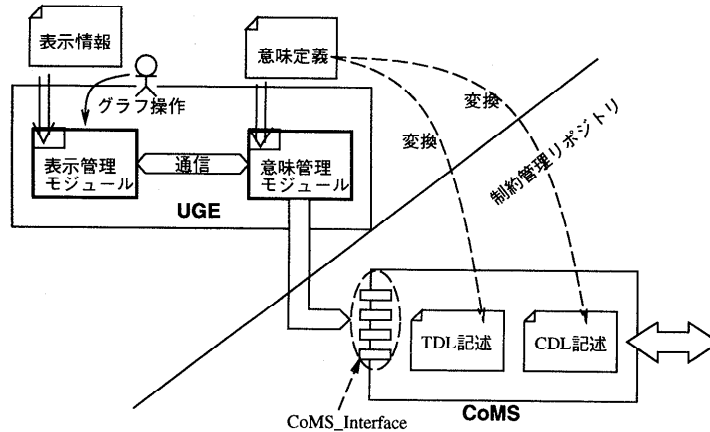 表示情報
意味定義
グラフ操作
変換
変換
制約管理リポジトリ
表示管理
モジュール
通信
意味管理
モジュール
UGE
TDL記述
CDL記述
CoMS
CoMS_Interface